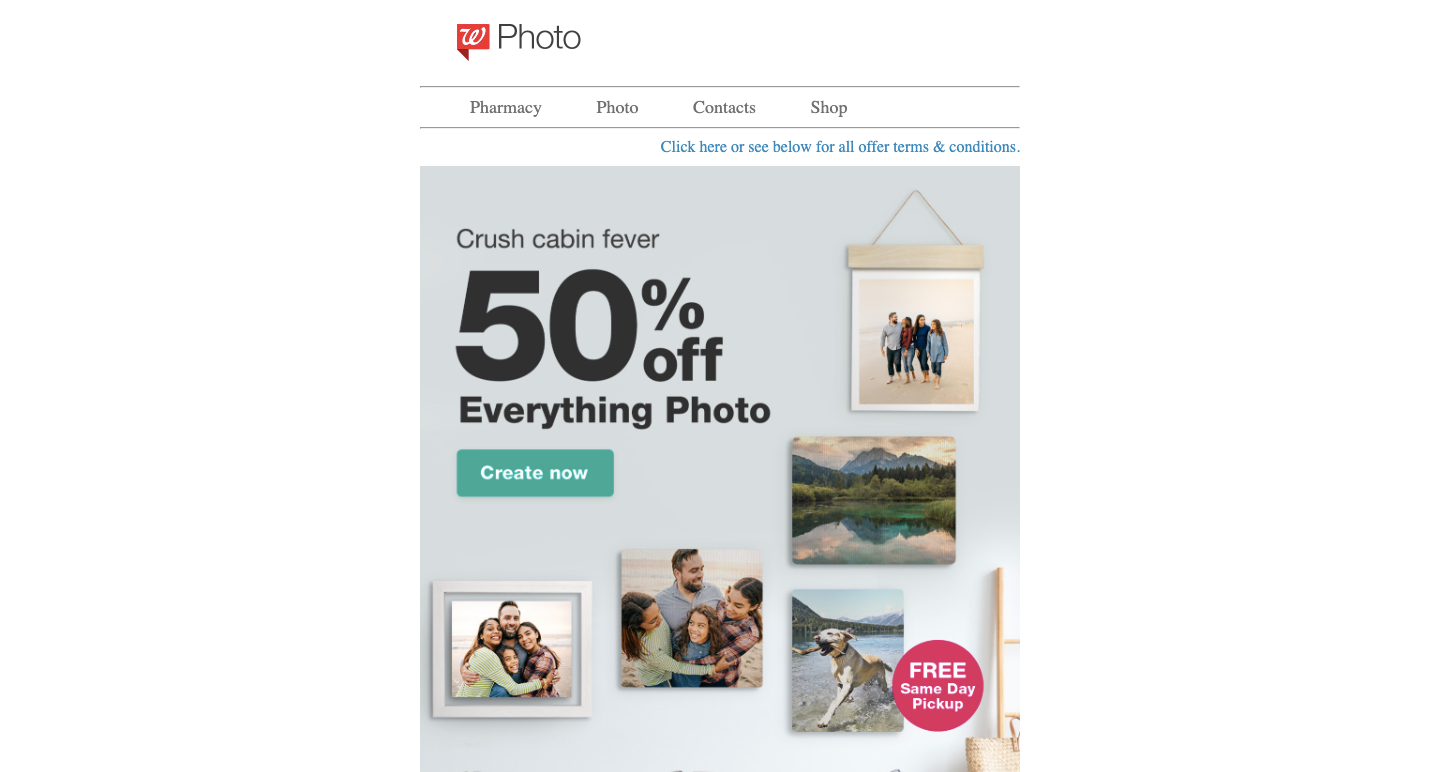 W Photo
Pharmacy Photo Contacts Shop
Click here or see below for all offer terms & conditions.
Crush cabin fever
50% off
Everything Photo
Create now
FREE
Same Day
Pickup